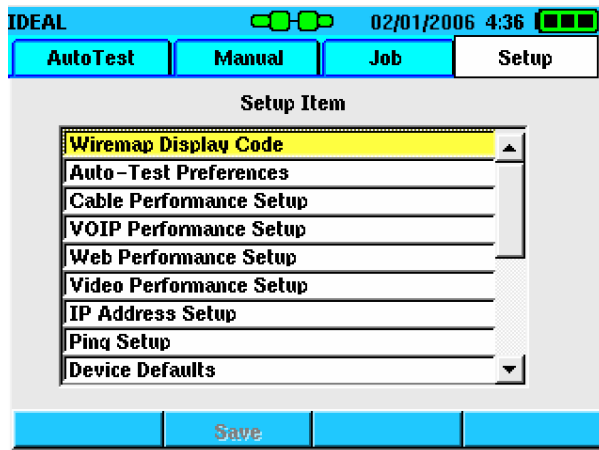 IDEAL 02/01/2006 4:36
AutoTest Manual Job Setup
Setup Item
Wiremap Display Code
Auto-Test Preferences
Cable Performance Setup
VOIP Performance Setup
Web Performance Setup
Video Performance Setup
IP Address Setup
Ping Setup
Device Defaults
Save